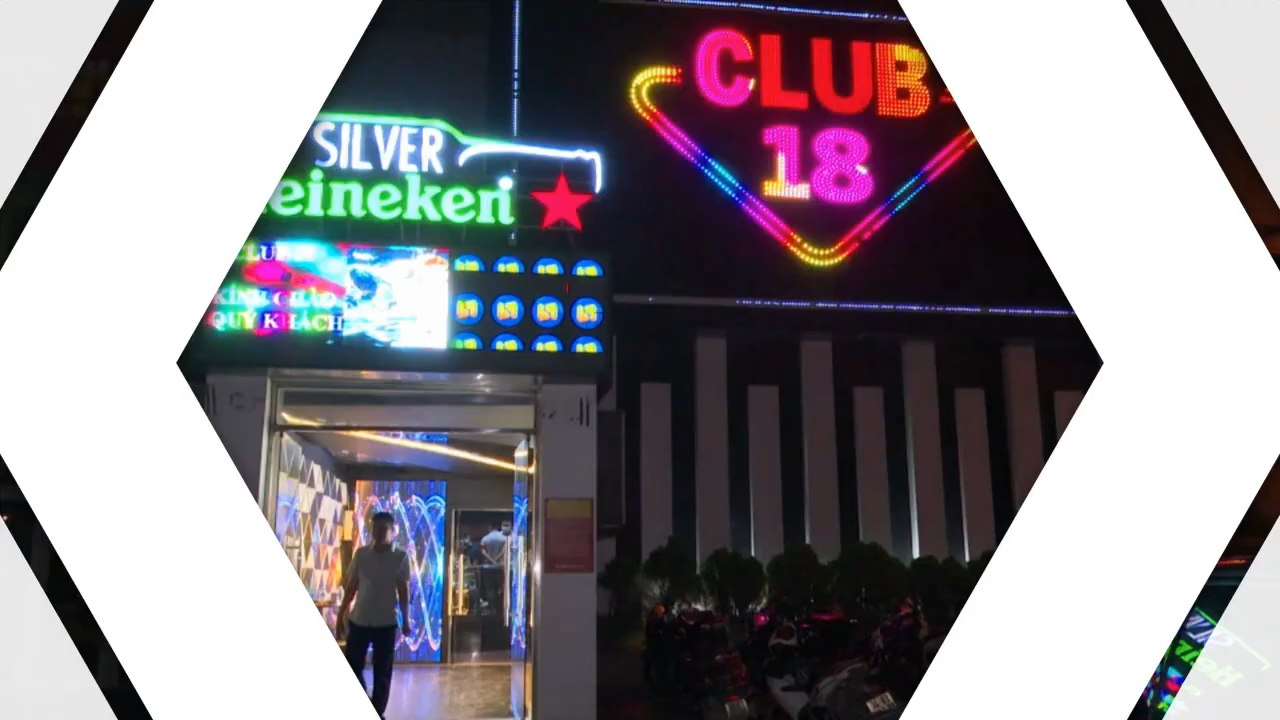 CLUB
18
SILVER
eineken
CLUB
KÍNH CHÀO
QUÝ KHÁCH